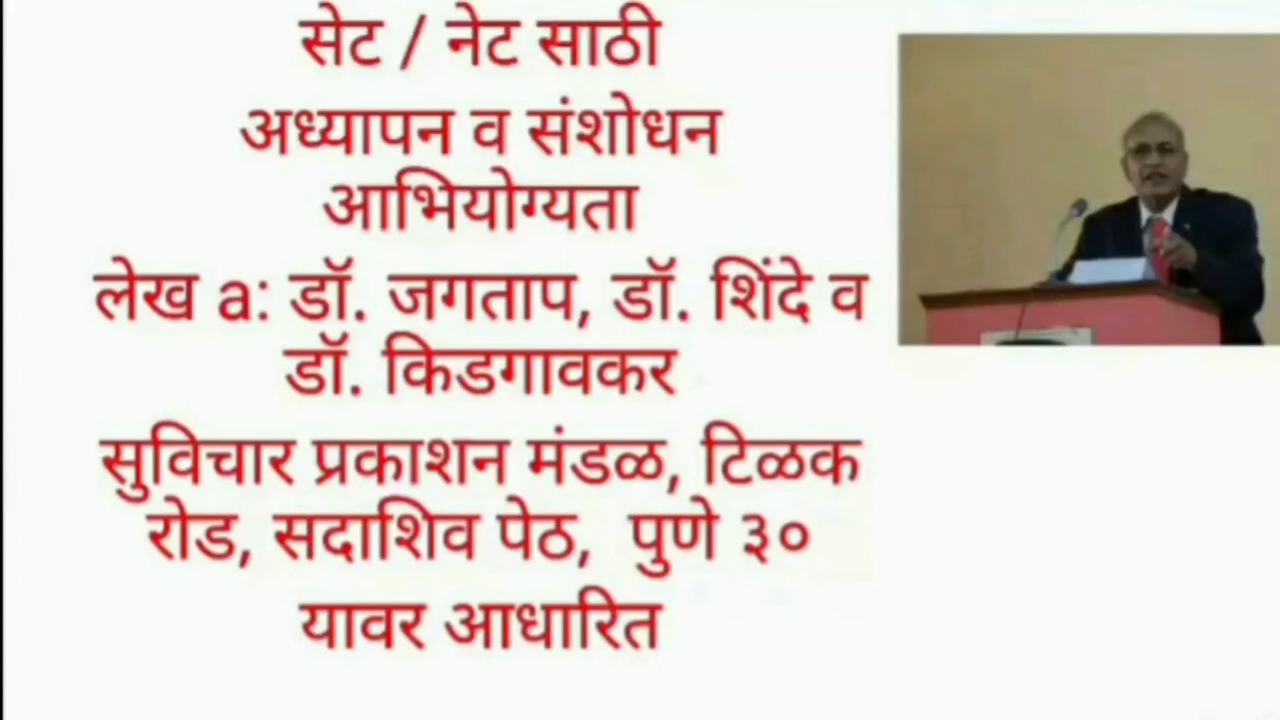 सेट / नेट साठी
अध्यापन व संशोधन
आभियोग्यता
लेख a: डॉ. जगताप, डॉ. शिंदे व
डॉ. किडगावकर
सुविचार प्रकाशन मंडळ, टिळक
रोड, सदाशिव पेठ, पुणे ३०
यावर आधारित